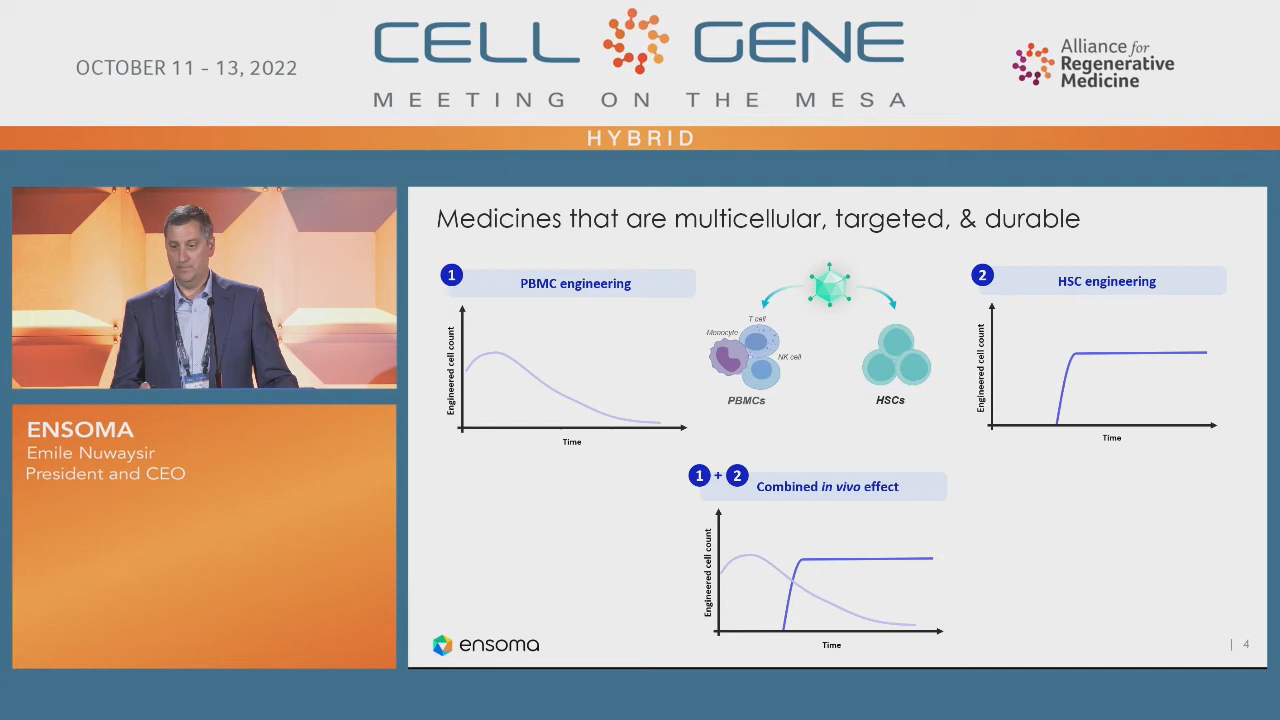 OCTOBER 11 - 13, 2022
CELL GENE
MEETING ON THE MESA
Alliance for
Regenerative
Medicine
HYBRID
ENSOMA
Emile Nuwaysir
President and CEO
Medicines that are multicellular, targeted, & durable
1
PBMC engineering
Engineered cell count
Time
T cell
Monocyte
NK cell
PBMCs
HSCs
2
HSC engineering
Engineered cell count
Time
1 + 2
Combined in vivo effect
Engineered cell count
Time
ensoma
| 4